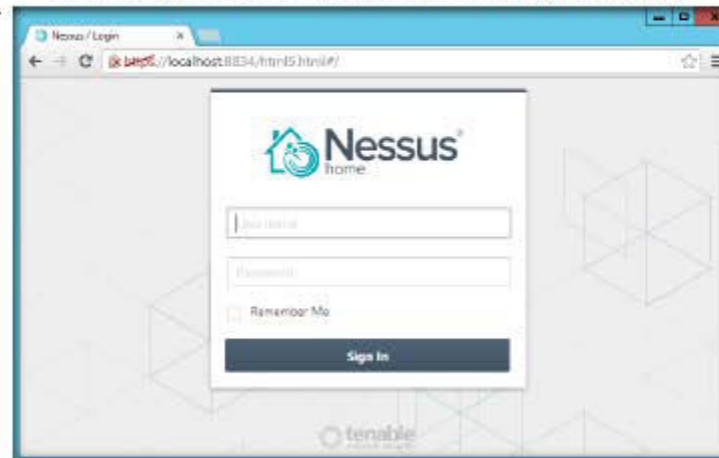 Nessus / Login
https://localhost:8834/html5.html#/
Nessus
home
Username
Password
Remember Me
Sign In
tenable